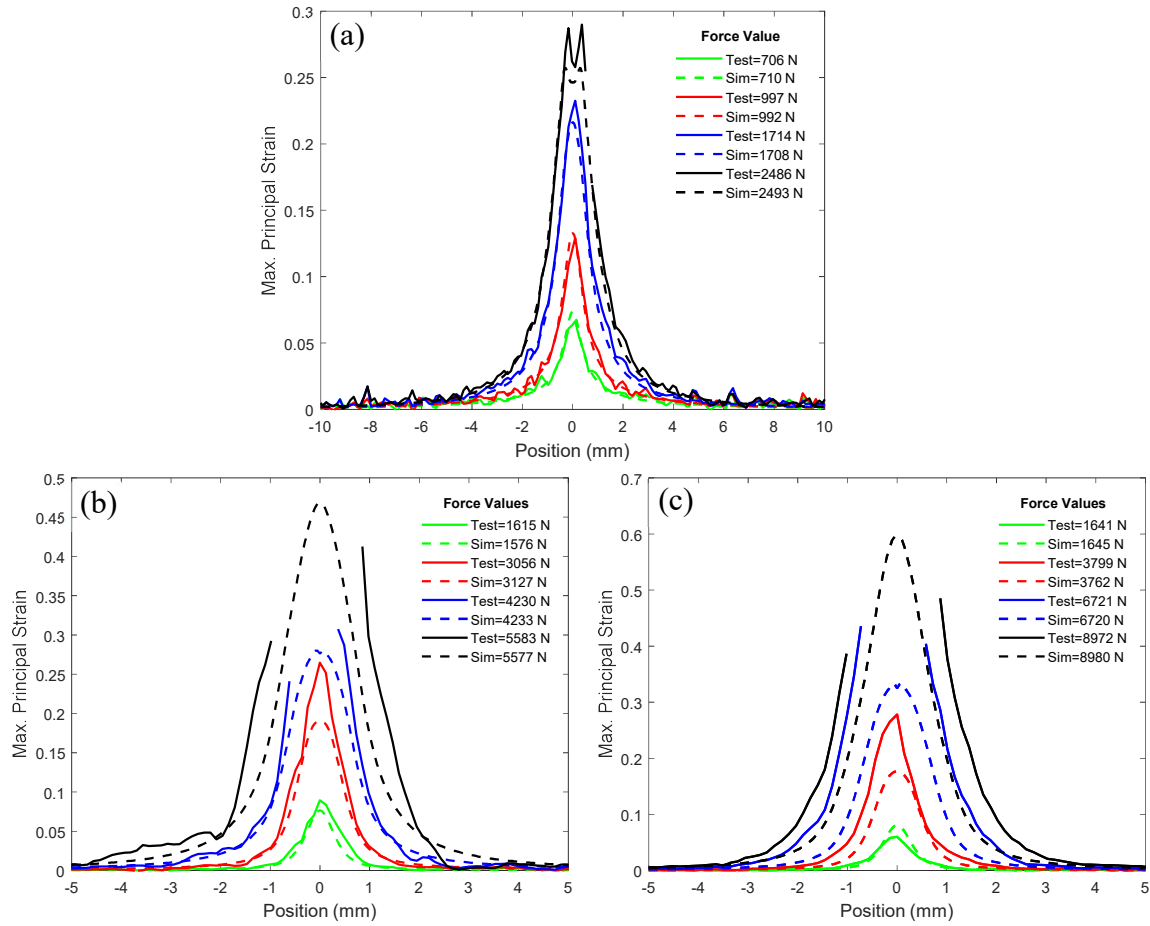 (a)
0.3
0.25
0.2
0.15
0.1
0.05
0
Max. Principal Strain
Force Value
Test=706 N
Sim=710 N
Test=997 N
Sim=992 N
Test=1714 N
Sim=1708 N
Test=2486 N
Sim=2493 N
-10 -8 -6 -4 -2 0 2 4 6 8 10
Position (mm)
(b)
0.5
0.45
0.4
0.35
0.3
0.25
0.2
0.15
0.1
0.05
0
Max. Principal Strain
Force Values
Test=1615 N
Sim=1576 N
Test=3056 N
Sim=3127 N
Test=4230 N
Sim=4233 N
Test=5583 N
Sim=5577 N
-5 -4 -3 -2 -1 0 1 2 3 4 5
Position (mm)
(c)
0.7
0.6
0.5
0.4
0.3
0.2
0.1
0
Max. Principal Strain
Force Values
Test=1641 N
Sim=1645 N
Test=3799 N
Sim=3762 N
Test=6721 N
Sim=6720 N
Test=8972 N
Sim=8980 N
-5 -4 -3 -2 -1 0 1 2 3 4 5
Position (mm)